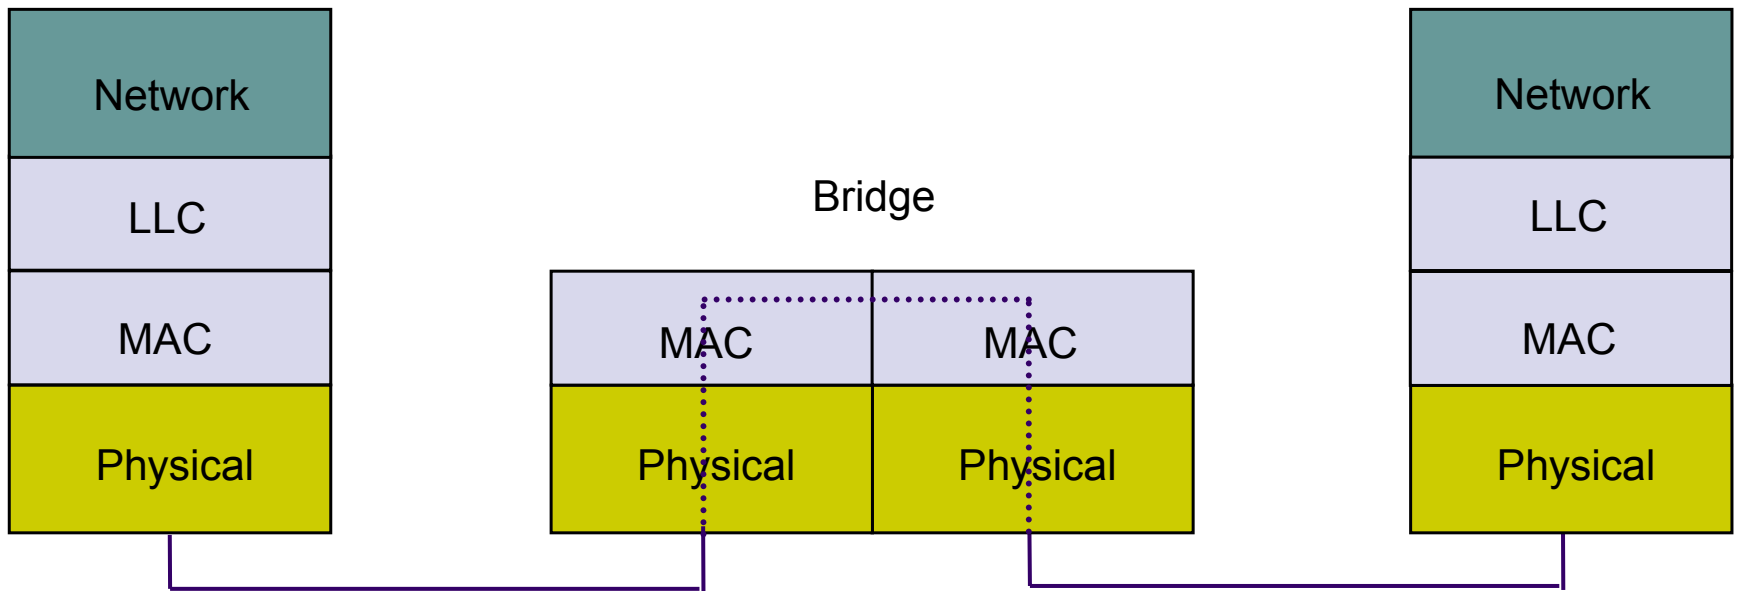 Network
LLC
MAC
Physical
Bridge
MAC
MAC
Physical
Physical
Network
LLC
MAC
Physical